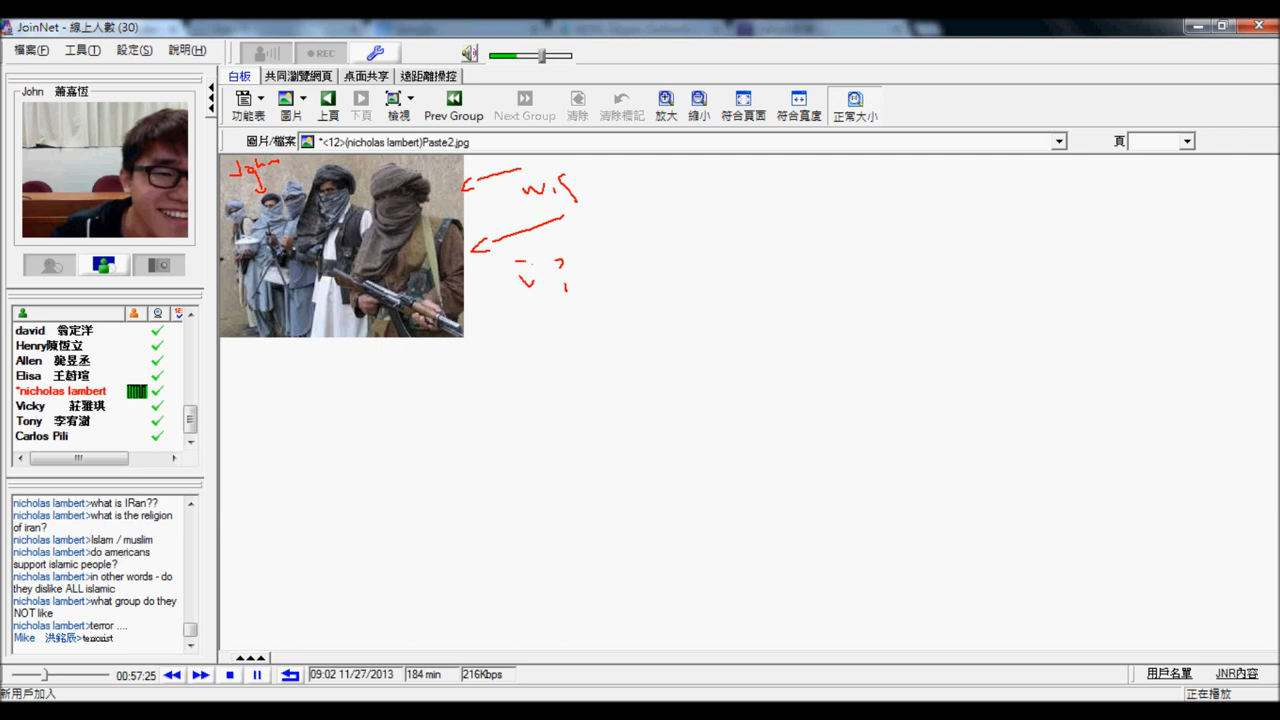 JoinNet - 線上人數 (30)
檔案(F) 工具(T) 設定(S) 說明(H)
REC
John 蕭嘉恆
白板 共同瀏覽網頁 桌面共享 遠距離操控
功能表 圖片 上頁 下頁 檢視 Prev Group Next Group 清除 清除標記 放大 縮小 符合頁面 符合寬度 正常大小
圖片/檔案 *<12>(nicholas lambert)Paste2.jpg 頁
John
david 翁定洋
Henry陳恆立
Allen 龔昱丞
Elisa 王蒔瑄
*nicholas lambert
Vicky 莊雅琪
Tony 李宥澍
Carlos Pili
nicholas lambert>what is IRan??
nicholas lambert>what is the religion
of iran?
nicholas lambert>Islam / muslim
nicholas lambert>do americans
support islamic people?
nicholas lambert>in other words - do
they dislike ALL islamic
nicholas lambert>what group do they
NOT like
nicholas lambert>terror ....
Mike 洪銘辰>terrorist
00:57:25 09:02 11/27/2013 184 min 216Kbps 用戶名單 JNR內容
新用戶加入 正在播放